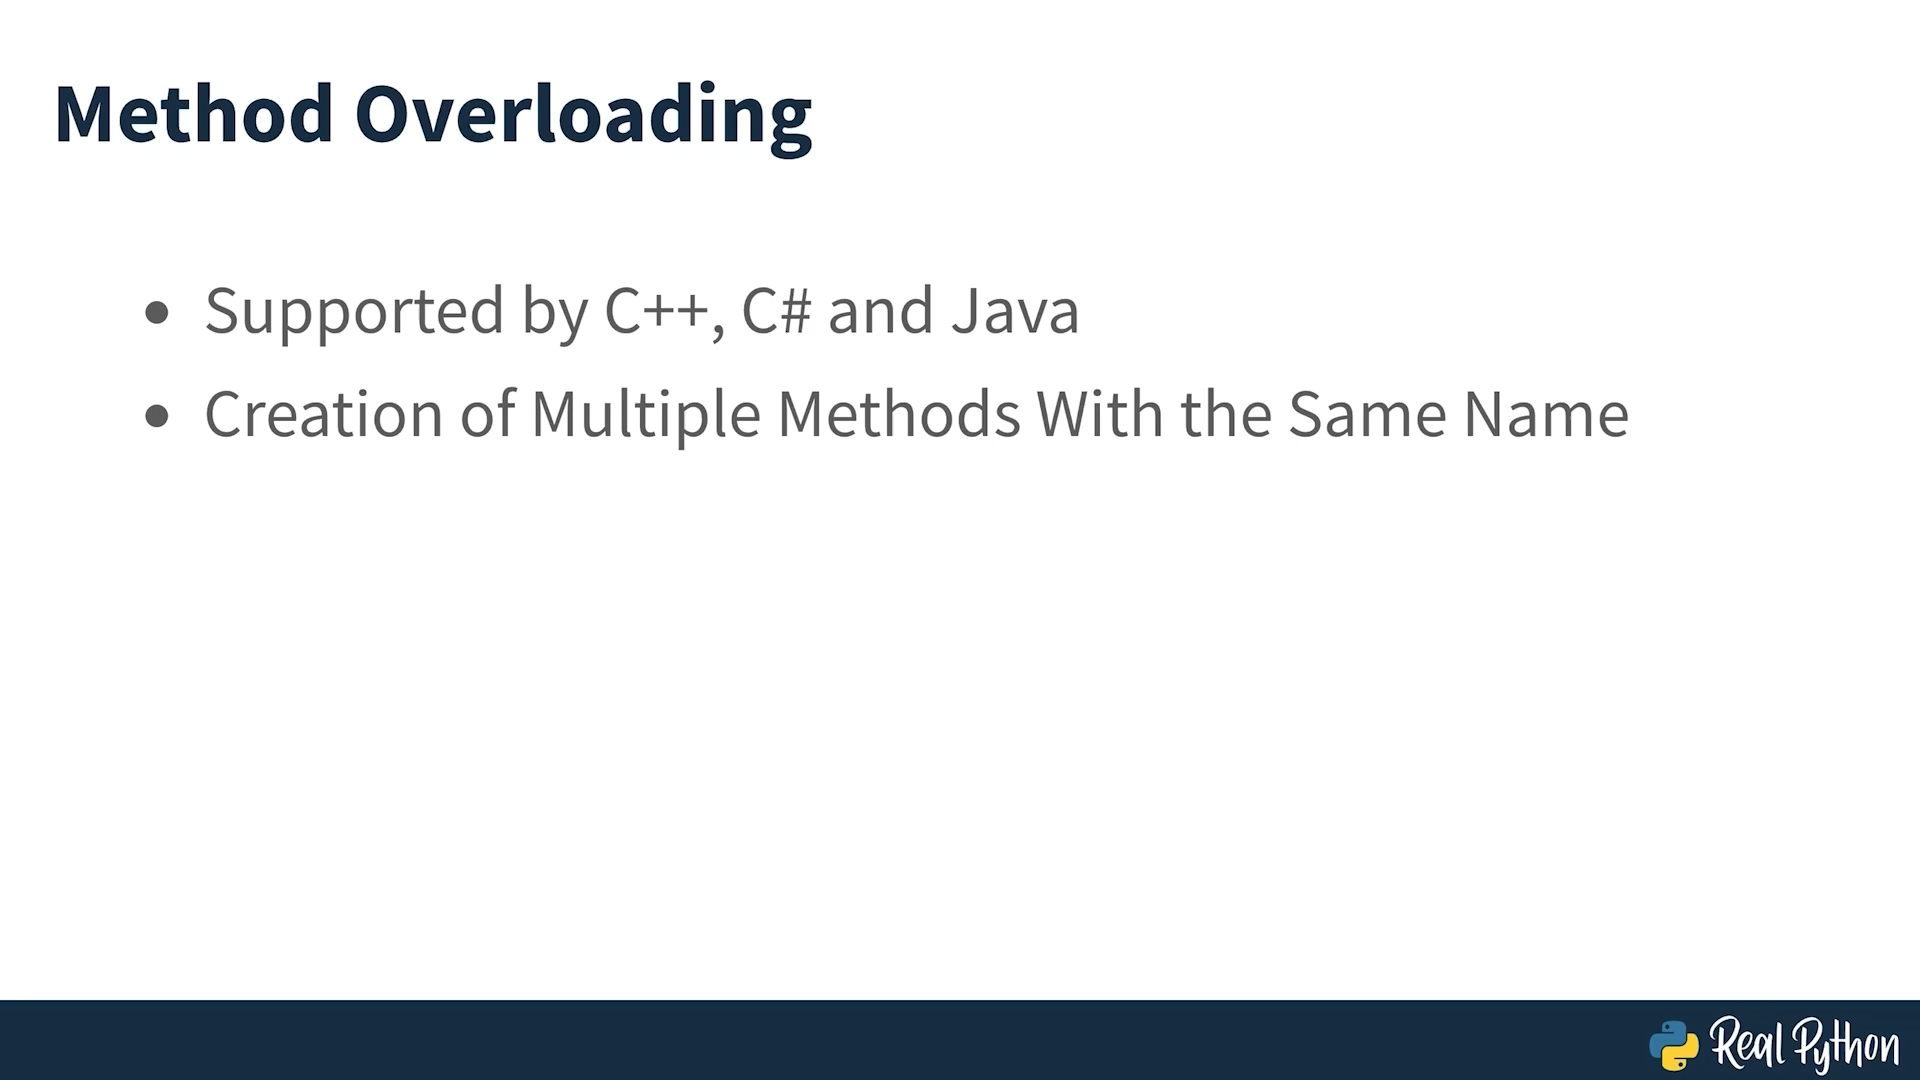 Method Overloading
• Supported by C++, C# and Java
• Creation of Multiple Methods With the Same Name
Real Python